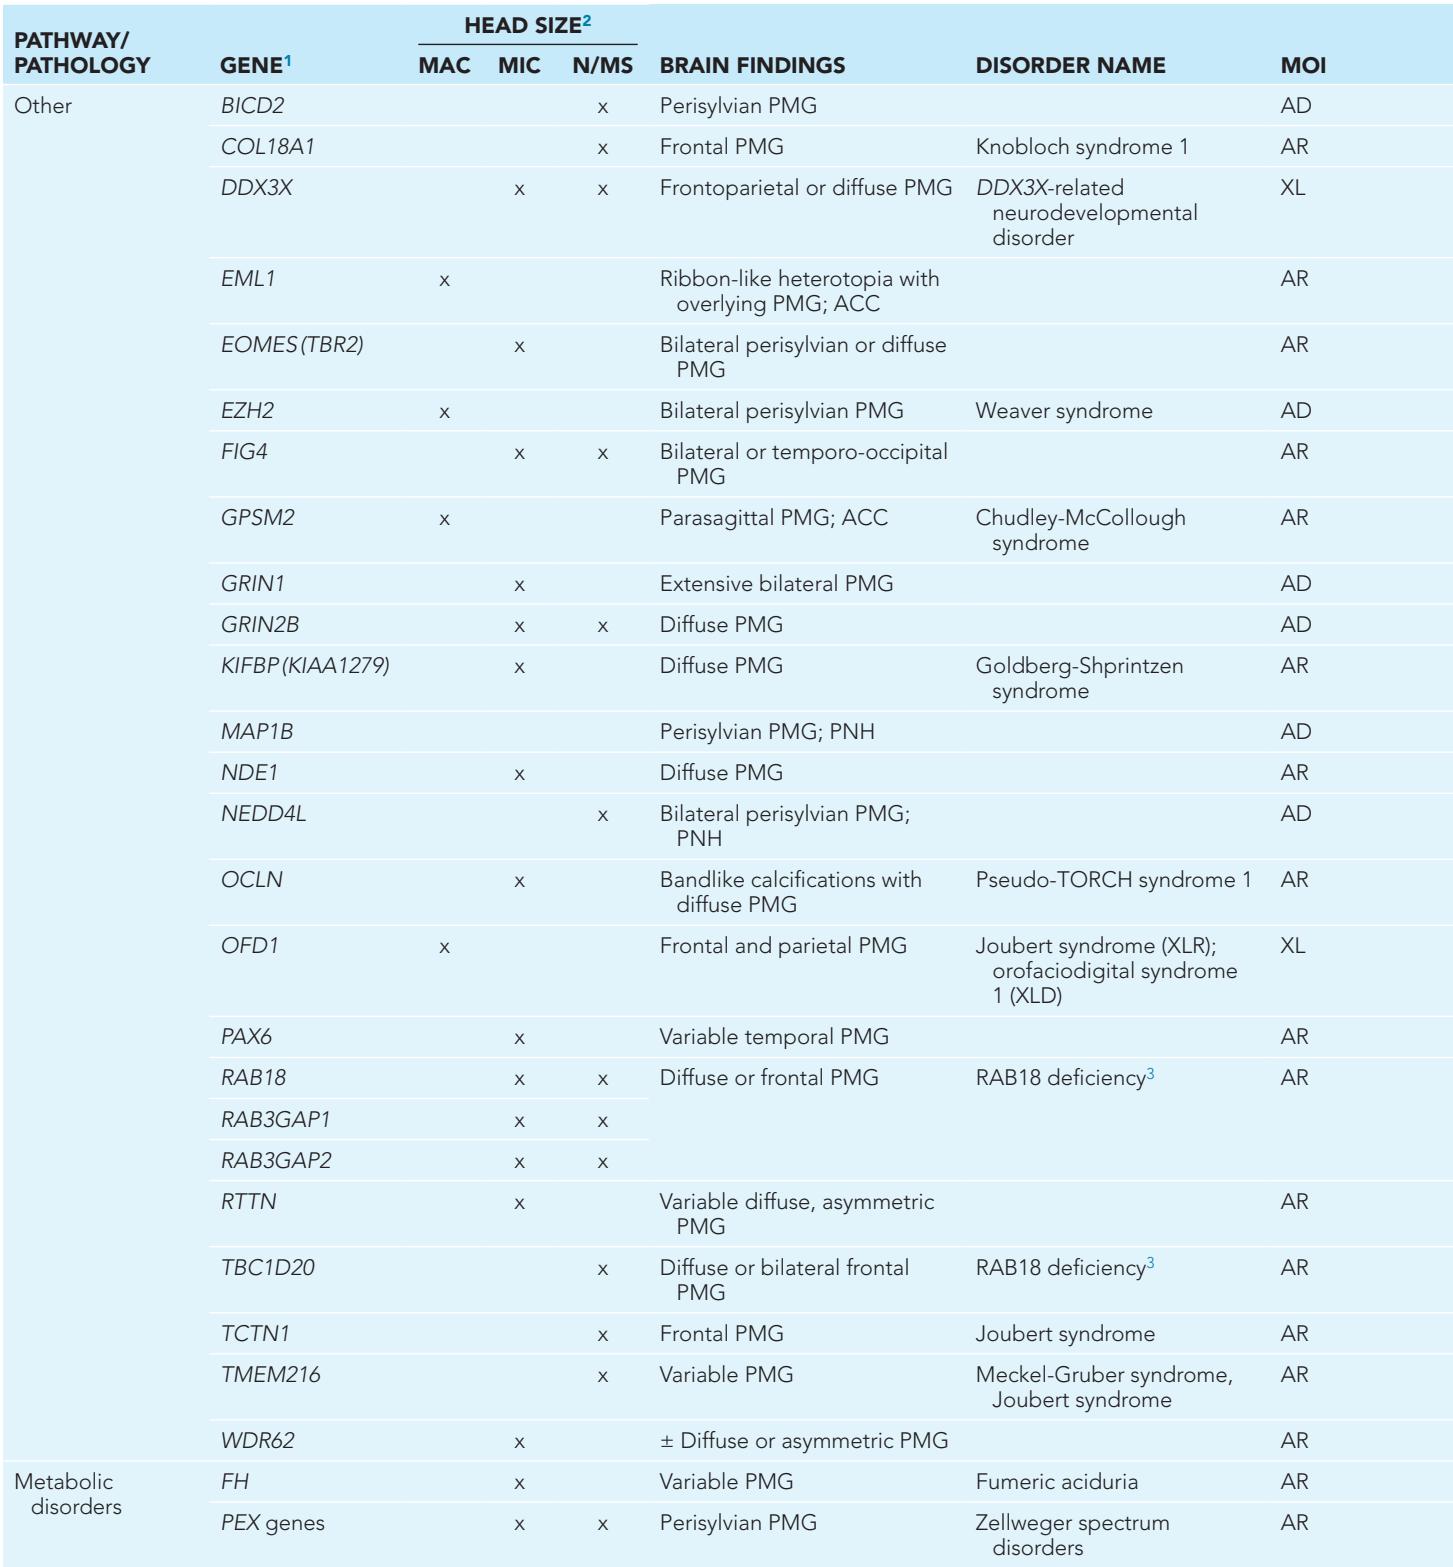 HEAD SIZE2
PATHWAY/
PATHOLOGY GENE1 MAC MIC N/MS BRAIN FINDINGS DISORDER NAME MOI
Other BICD2 x Perisylvian PMG AD
COL18A1 x Frontal PMG Knobloch syndrome 1 AR
DDX3X x x Frontoparietal or diffuse PMG DDX3X-related XL
neurodevelopmental
disorder
EML1 x Ribbon-like heterotopia with AR
overlying PMG; ACC
EOMES (TBR2) x Bilateral perisylvian or diffuse AR
PMG
EZH2 x Bilateral perisylvian PMG Weaver syndrome AD
FIG4 x x Bilateral or temporo-occipital AR
PMG
GPSM2 x Parasagittal PMG; ACC Chudley-McCollough AR
syndrome
GRIN1 x Extensive bilateral PMG AD
GRIN2B x x Diffuse PMG AD
KIFBP (KIAA1279) x Diffuse PMG Goldberg-Shprintzen AR
syndrome
MAP1B Perisylvian PMG; PNH AD
NDE1 x Diffuse PMG AR
NEDD4L x Bilateral perisylvian PMG; AD
PNH
OCLN x Bandlike calcifications with Pseudo-TORCH syndrome 1 AR
diffuse PMG
OFD1 x Frontal and parietal PMG Joubert syndrome (XLR); XL
orofaciodigital syndrome
1 (XLD)
PAX6 x Variable temporal PMG AR
RAB18 x x Diffuse or frontal PMG RAB18 deficiency3 AR
RAB3GAP1 x x
RAB3GAP2 x x
RTTN x Variable diffuse, asymmetric AR
PMG
TBC1D20 x Diffuse or bilateral frontal RAB18 deficiency3 AR
PMG
TCTN1 x Frontal PMG Joubert syndrome AR
TMEM216 x Variable PMG Meckel-Gruber syndrome, AR
Joubert syndrome
WDR62 x ± Diffuse or asymmetric PMG AR
Metabolic FH x Variable PMG Fumeric aciduria AR
disorders
PEX genes x x Perisylvian PMG Zellweger spectrum AR
disorders